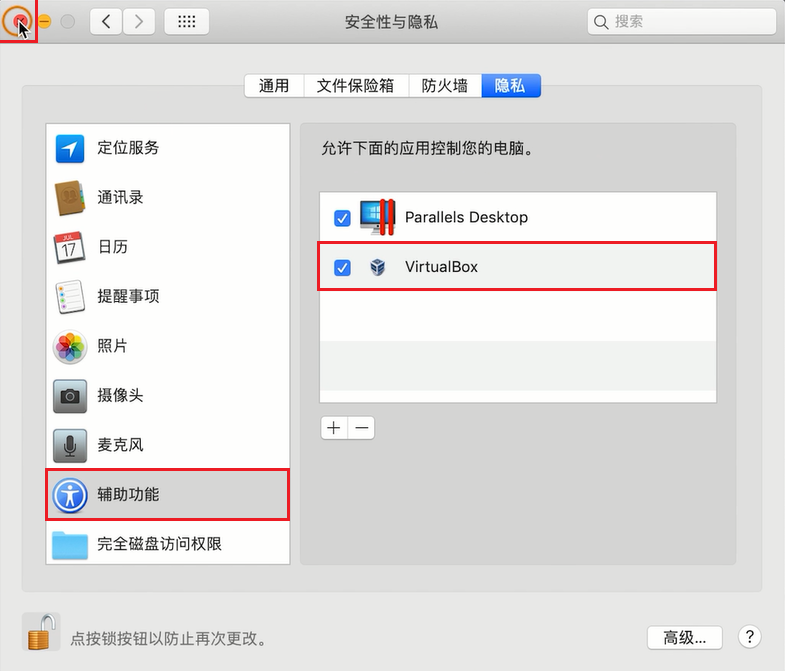 安全性与隐私
搜索
通用 文件保险箱 防火墙 隐私
定位服务
通讯录
JUL
17
日历
提醒事项
照片
摄像头
麦克风
辅助功能
完全磁盘访问权限
允许下面的应用控制您的电脑。
Parallels Desktop
VirtualBox
点按锁按钮以防止再次更改。
高级... ?